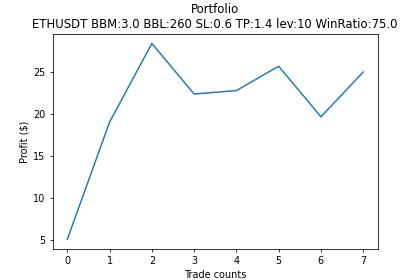 Portfolio
ETHUSDT BBM:3.0 BBL:260 SL:0.6 TP:1.4 lev:10 WinRatio:75.0
Profit ($)
25
20
15
10
5
0 1 2 3 4 5 6 7
Trade counts